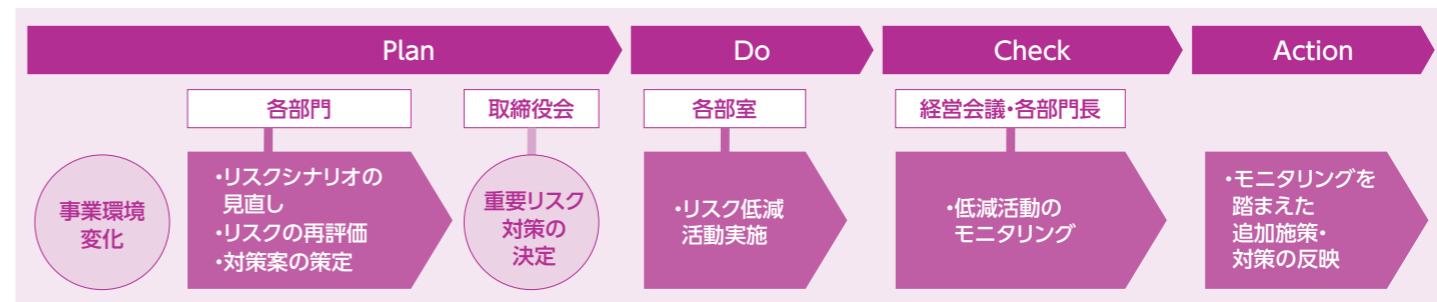 Plan
Do
Check
Action
各部門
取締役会
各部室
経営会議・各部門長
事業環境
変化
・リスクシナリオの
見直し
・リスクの再評価
・対策案の策定
重要リスク
対策の
決定
・リスク低減
活動実施
・低減活動の
モニタリング
・モニタリングを
踏まえた
追加施策・
対策の反映